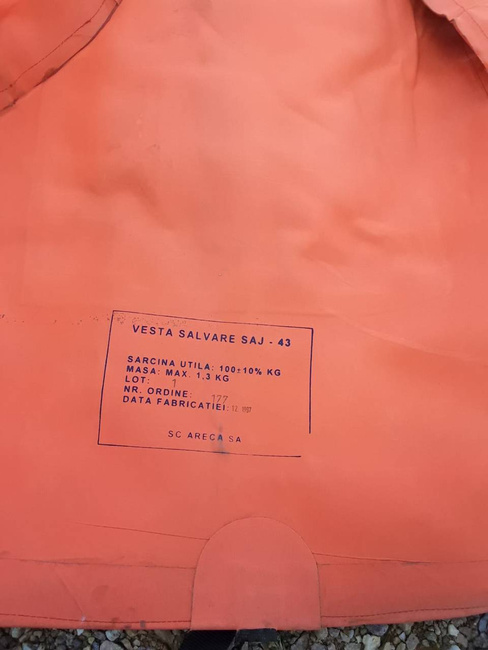 VESTA SALVARE SAJ - 43
SARCINA UTILA: 100±10% KG
MASA: MAX. 1.3 KG
LOT: 1
NR. ORDINE: 177
DATA FABRICATIEI: 12 1997
SC ARECA SA